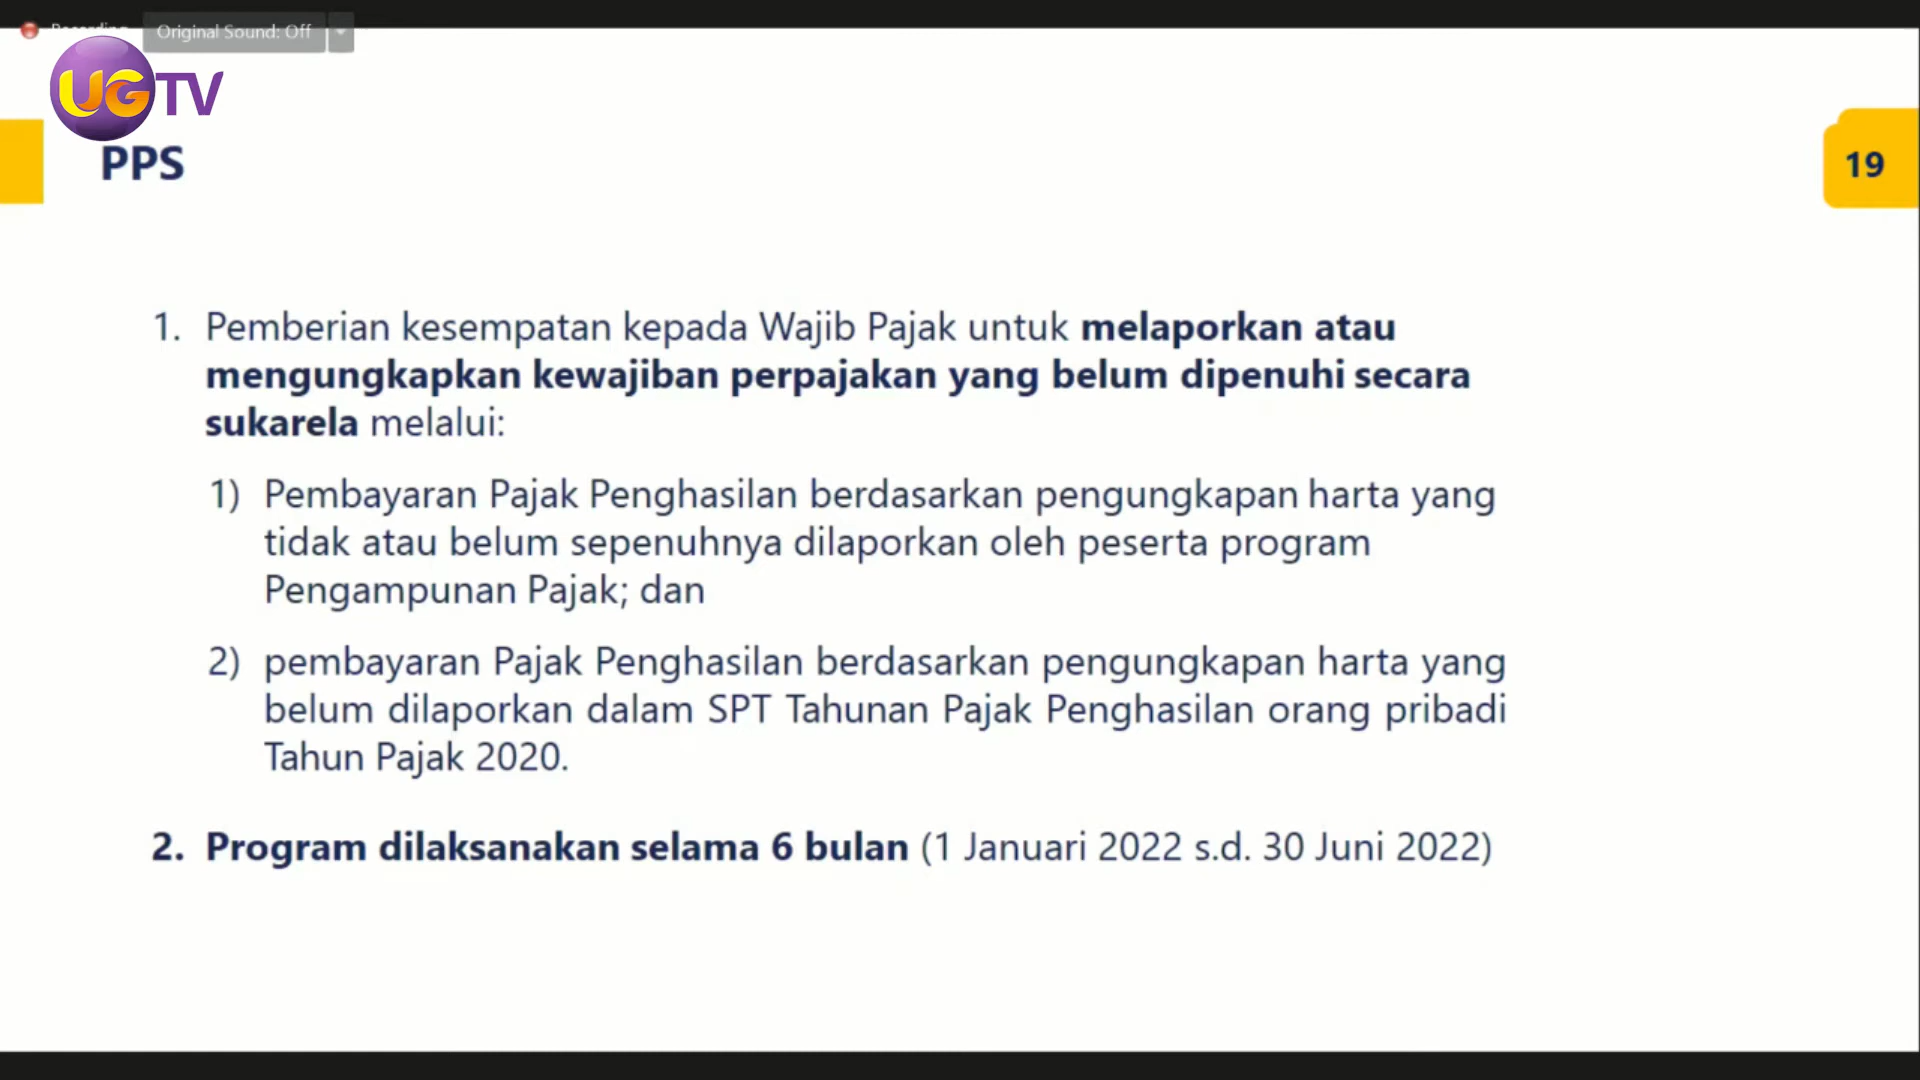 Recording
Original Sound: Off
UGTV
PPS
19
1. Pemberian kesempatan kepada Wajib Pajak untuk melaporkan atau
mengungkapkan kewajiban perpajakan yang belum dipenuhi secara
sukarela melalui:
1) Pembayaran Pajak Penghasilan berdasarkan pengungkapan harta yang
tidak atau belum sepenuhnya dilaporkan oleh peserta program
Pengampunan Pajak; dan
2) pembayaran Pajak Penghasilan berdasarkan pengungkapan harta yang
belum dilaporkan dalam SPT Tahunan Pajak Penghasilan orang pribadi
Tahun Pajak 2020.
2. Program dilaksanakan selama 6 bulan (1 Januari 2022 s.d. 30 Juni 2022)